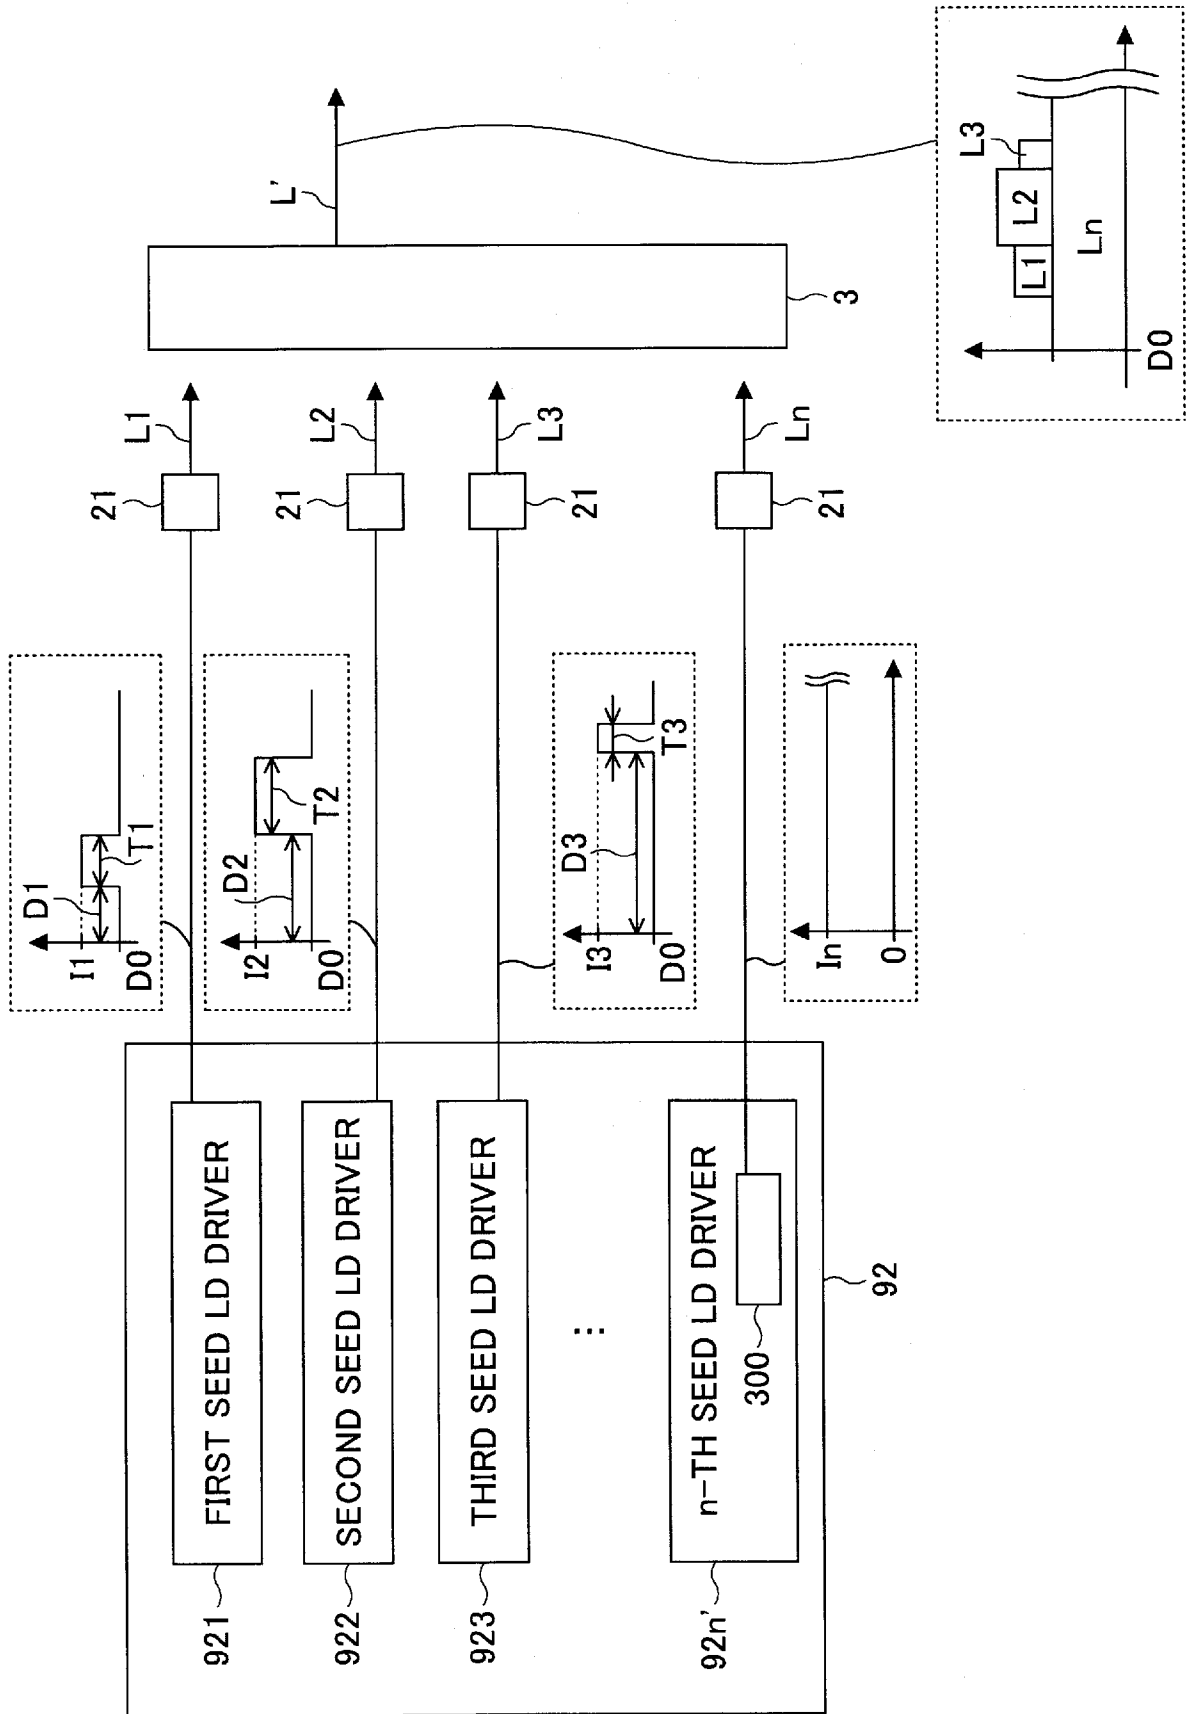 FIRST SEED LD DRIVER
921
SECOND SEED LD DRIVER
922
THIRD SEED LD DRIVER
923
⋯
n-TH SEED LD DRIVER
92n'
300
92
I1
D0
D1
T1
I2
D0
D2
T2
I3
D0
D3
T3
In
0
21
L1
21
L2
21
L3
21
Ln
3
L'
L1
L2
L3
Ln
D0